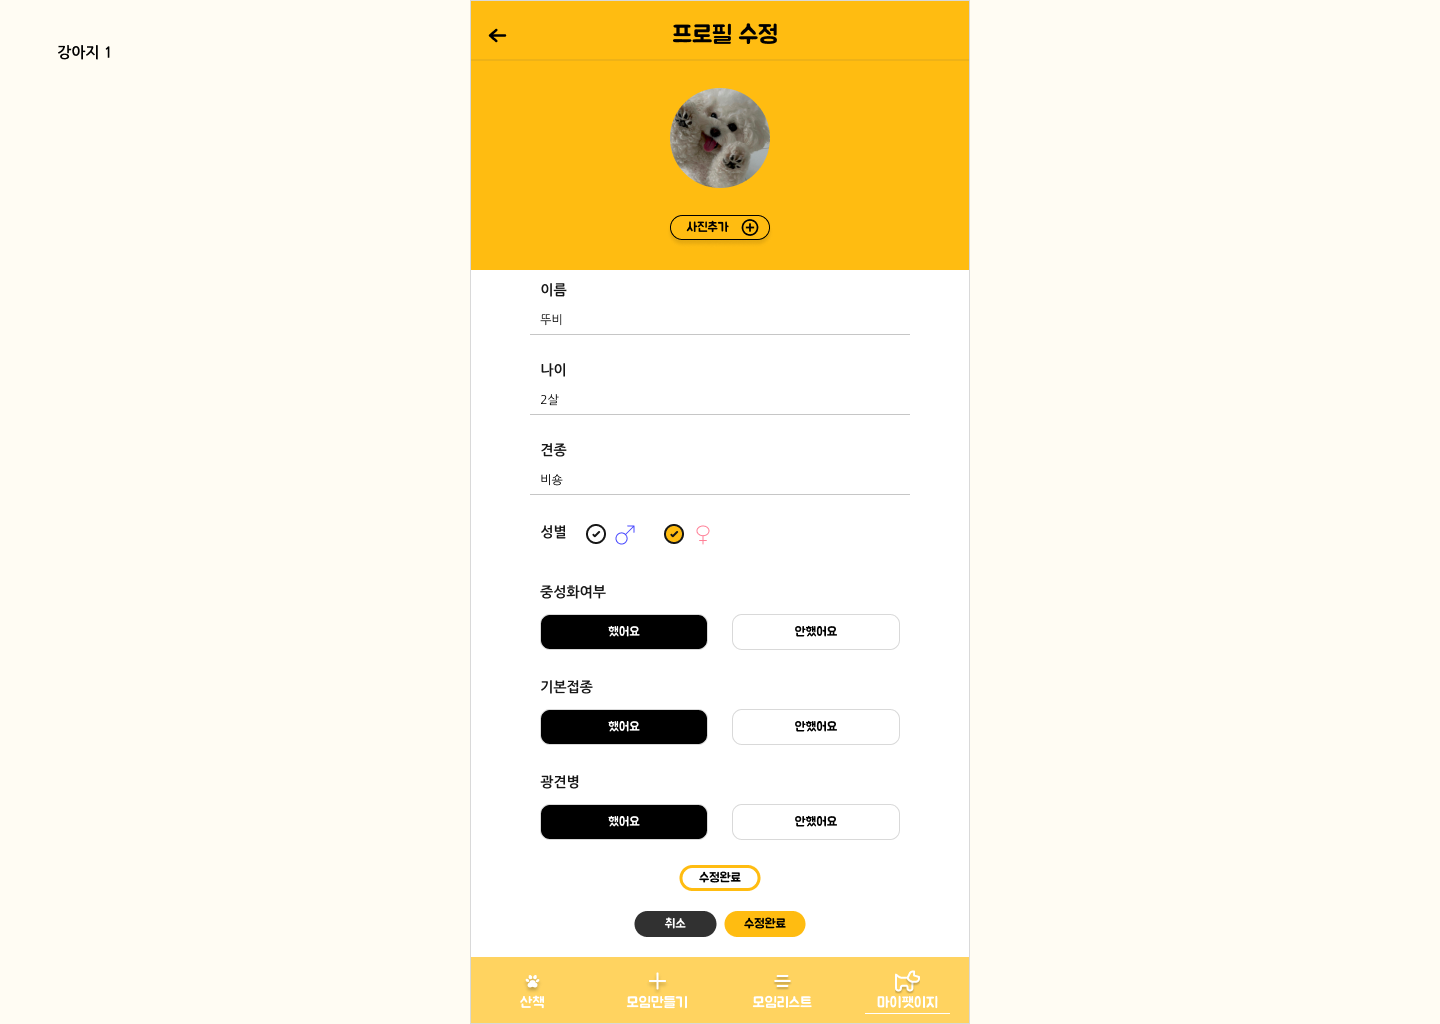 강아지 1
프로필 수정
사진추가
이름
뚜비
나이
2살
견종
비숑
성별
중성화여부
했어요 안했어요
기본접종
했어요 안했어요
광견병
했어요 안했어요
수정완료
취소 수정완료
산책 모임만들기 모임리스트 마이펫이지